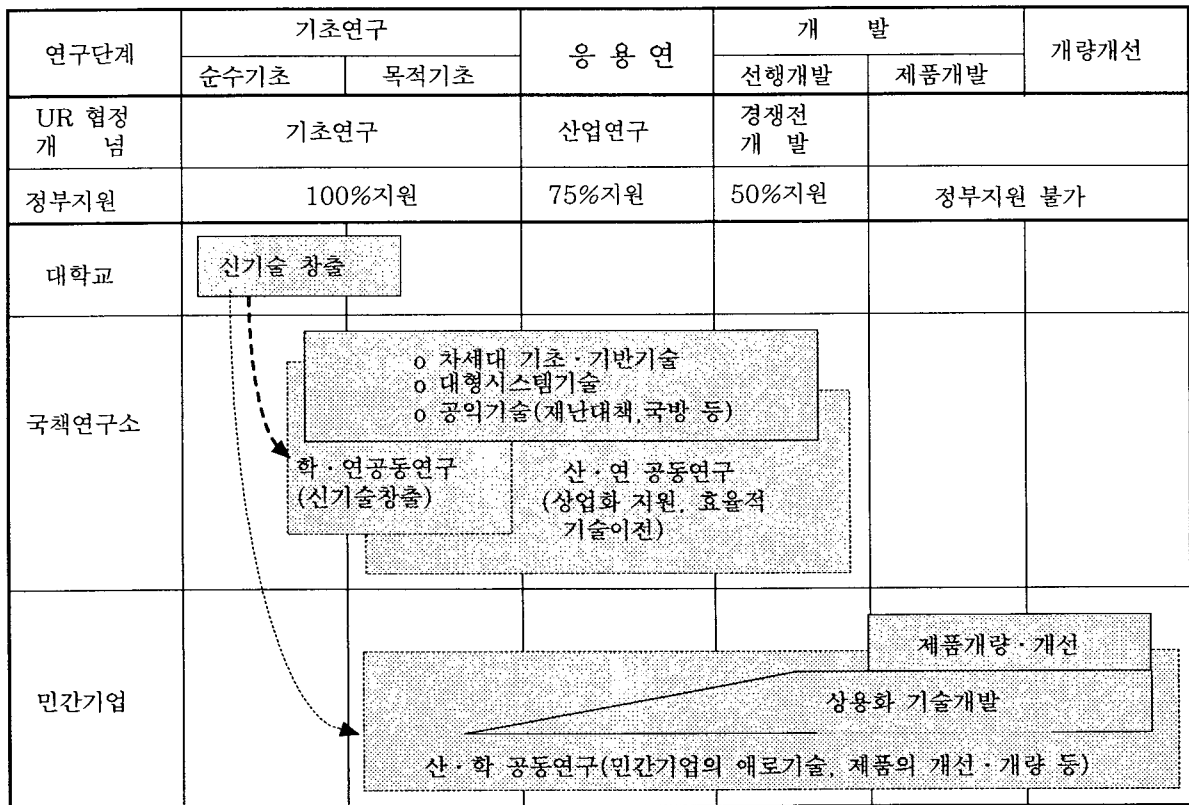 연구단계 기초연구 응 용 연 개 발 개량개선
순수기초 목적기초 선행개발 제품개발
UR 협정
개 념
기초연구 산업연구
경쟁전
개 발
정부지원 100%지원 75%지원 50%지원 정부지원 불가
대학교 신기술 창출
국책연구소
o 차세대 기초·기반기술
o 대형시스템기술
o 공익기술(재난대책,국방 등)
학·연공동연구
(신기술창출)
산·연 공동연구
(상업화 지원, 효율적
기술이전)
민간기업
제품개량·개선
상용화 기술개발
산·학 공동연구(민간기업의 애로기술, 제품의 개선·개량 등)